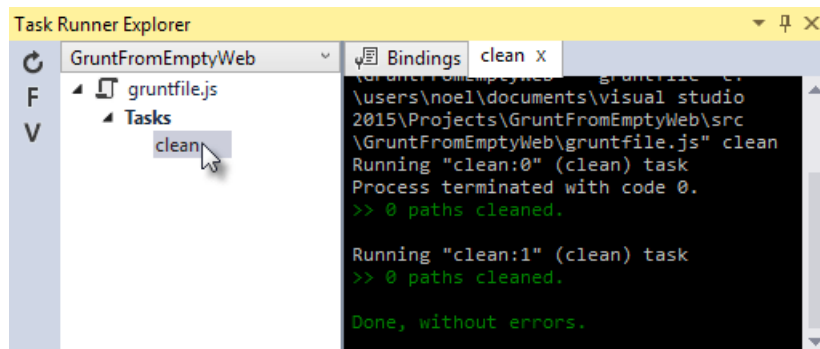 Task Runner Explorer
GruntFromEmptyWeb
F
V
gruntfile.js
Tasks
clean
Bindings
clean x
\GruntFromEmptyWeb
\users\noel\documents\visual studio
2015\Projects\GruntFromEmptyWeb\src
\GruntFromEmptyWeb\gruntfile.js" clean
Running "clean:0" (clean) task
Process terminated with code 0.
>> 0 paths cleaned.
Running "clean:1" (clean) task
>> 0 paths cleaned.
Done, without errors.